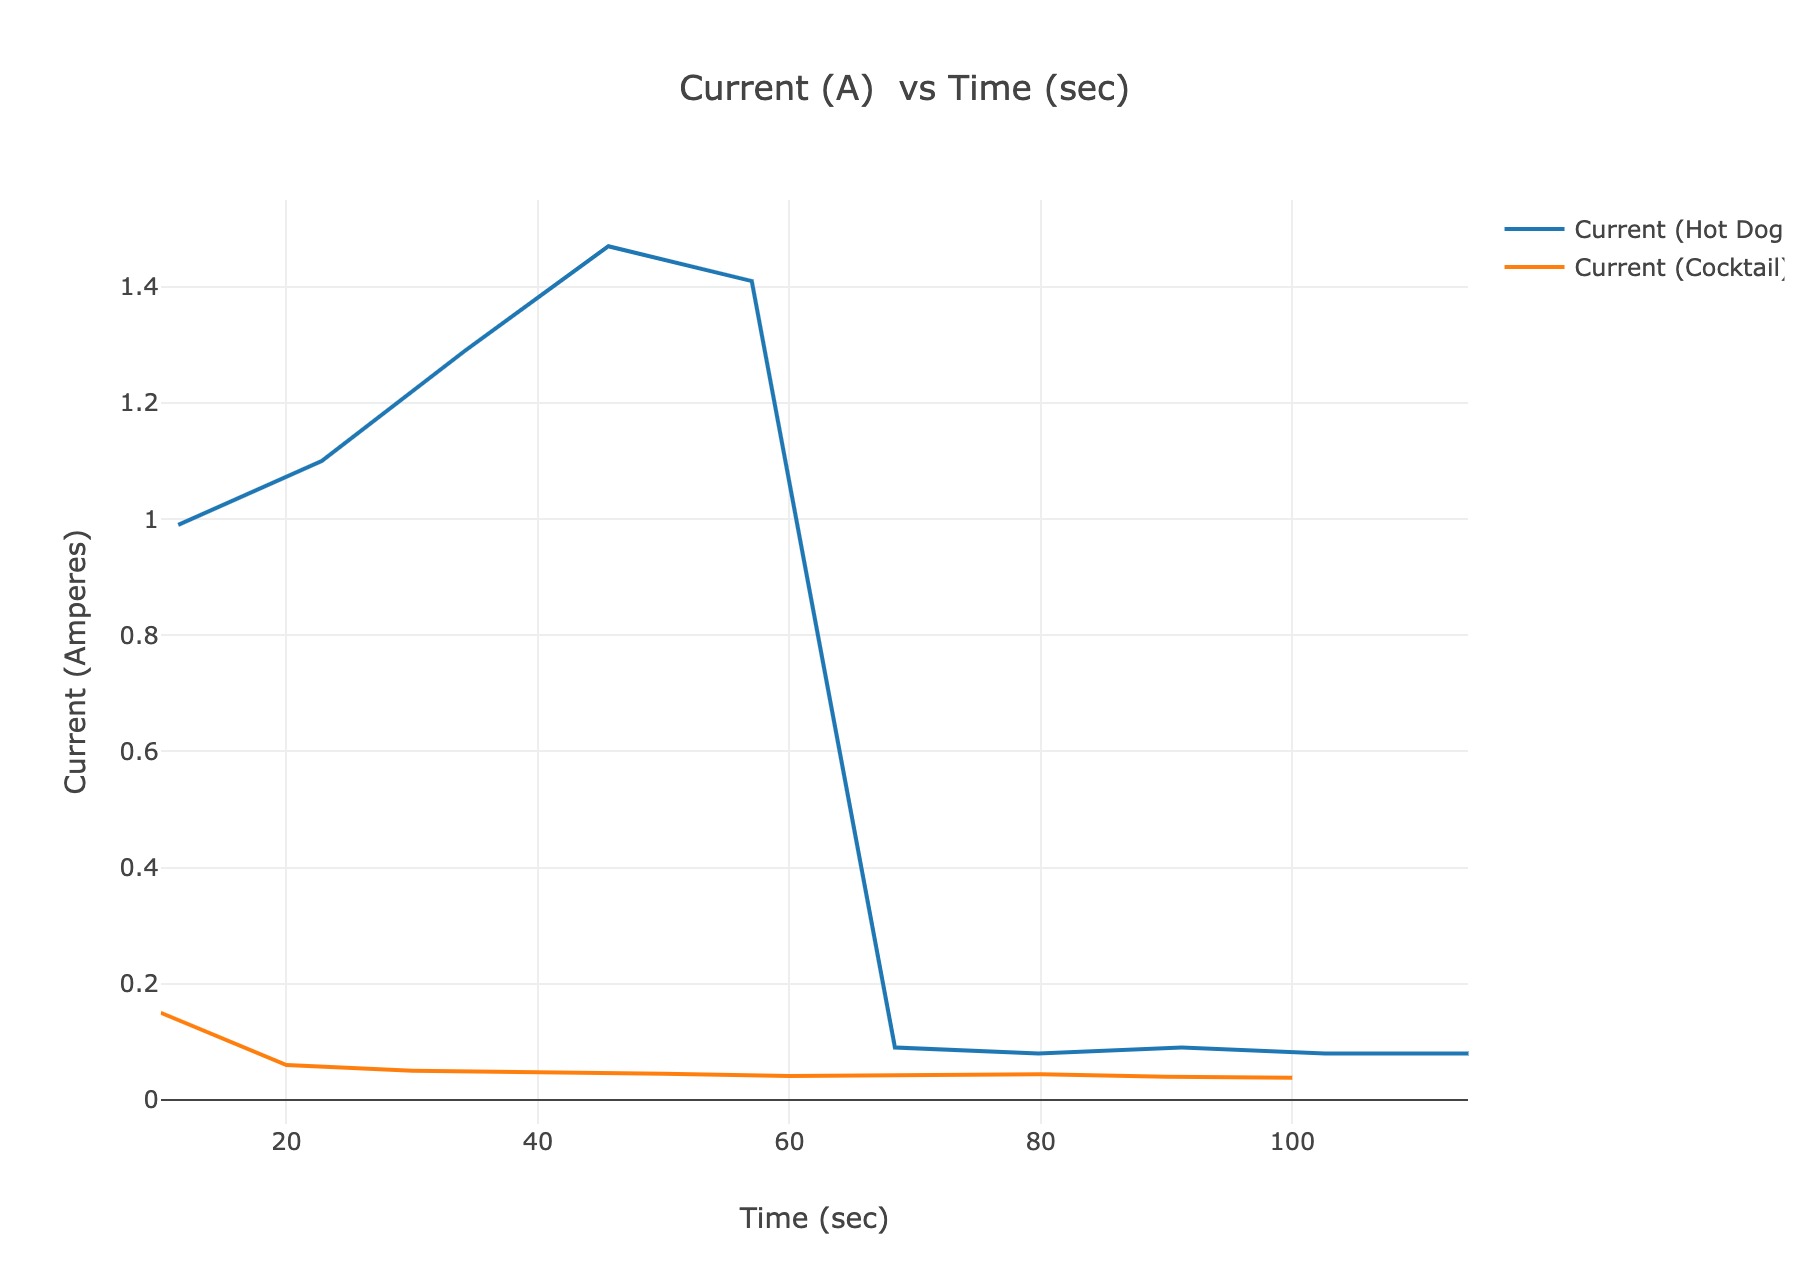 Current (A)  vs Time (sec)
Current (Hot Dog
Current (Cocktail)
1.4
1.2
1
0.8
0.6
0.4
0.2
0
Current (Amperes)
20 40 60 80 100
Time (sec)